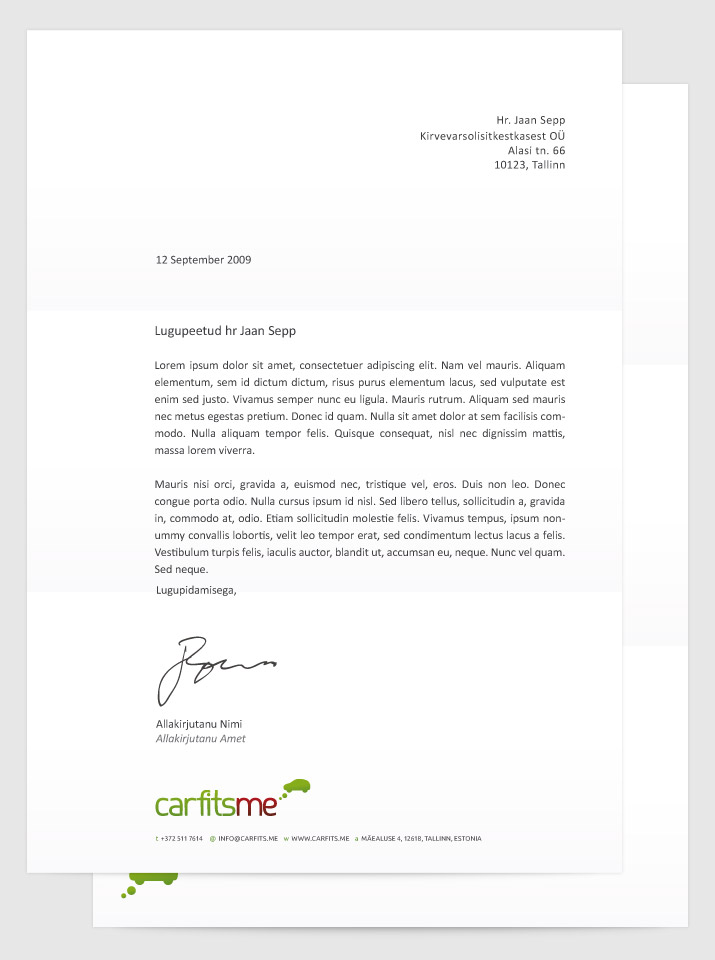 Hr. Jaan Sepp
Kirvevarsolisitkestkasest OÜ
Alasi tn. 66
10123, Tallinn
12 September 2009
Lugupeetud hr Jaan Sepp
Lorem ipsum dolor sit amet, consectetuer adipiscing elit. Nam vel mauris. Aliquam
elementum, sem id dictum dictum, risus purus elementum lacus, sed vulputate est
enim sed justo. Vivamus semper nunc eu ligula. Mauris rutrum. Aliquam sed mauris
nec metus egestas pretium. Donec id quam. Nulla sit amet dolor at sem facilisis com-
modo. Nulla aliquam tempor felis. Quisque consequat, nisl nec dignissim mattis,
massa lorem viverra.
Mauris nisi orci, gravida a, euismod nec, tristique vel, eros. Duis non leo. Donec
congue porta odio. Nulla cursus ipsum id nisl. Sed libero tellus, sollicitudin a, gravida
in, commodo at, odio. Etiam sollicitudin molestie felis. Vivamus tempus, ipsum non-
ummy convallis lobortis, velit leo tempor erat, sed condimentum lectus lacus a felis.
Vestibulum turpis felis, iaculis auctor, blandit ut, accumsan eu, neque. Nunc vel quam.
Sed neque.
Lugupidamisega,
Allakirjutanu Nimi
Allakirjutanu Amet
carfitsme
t +372 511 7614 @ INFO@CARFITS.ME w WWW.CARFITS.ME a MÄEALUSE 4, 12618, TALLINN, ESTONIA